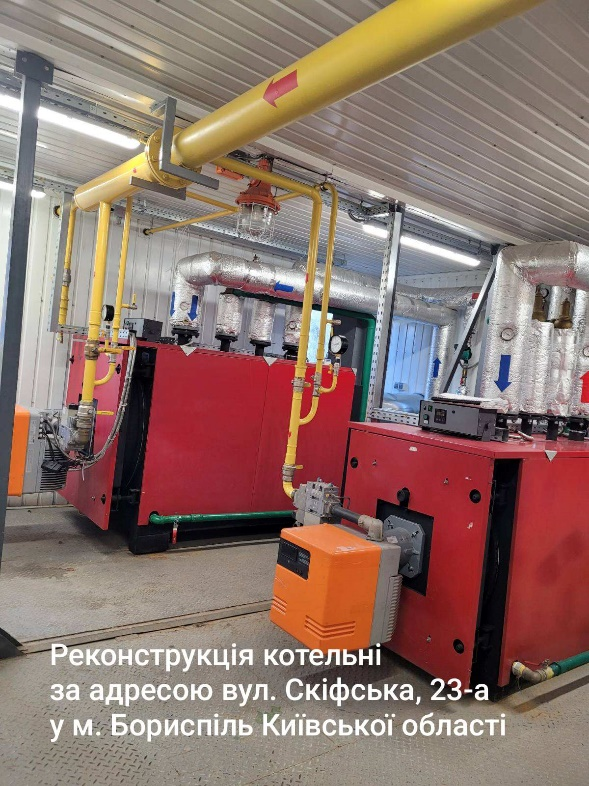 Реконструкція котельні
за адресою вул. Скіфська, 23-а
у м. Бориспіль Київської області